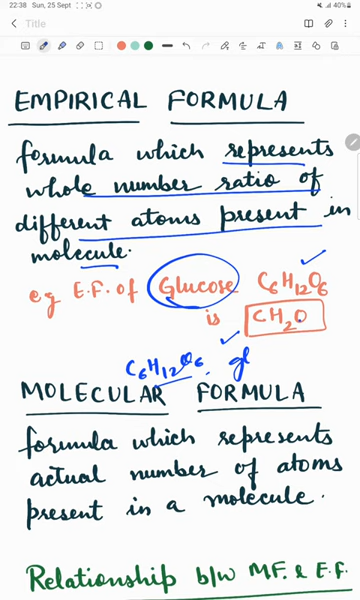 22:38 Sun, 25 Sept
40%
Title
EMPIRICAL FORMULA
formula which represents
whole number ratio of
different atoms present in
molecule.
eg E.F. of Glucose C6H12O6
is CH2O
C6H12O6. gl
MOLECULAR FORMULA
formula which represents
actual number of atoms
present in a molecule.
Relationship b/w M.F. & E.F.